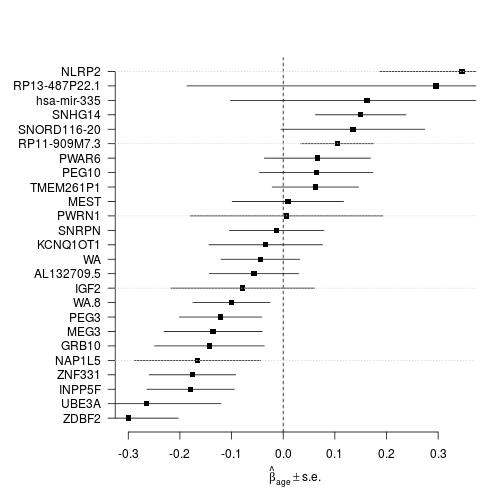 NLRP2
RP13-487P22.1
hsa-mir-335
SNHG14
SNORD116-20
RP11-909M7.3
PWAR6
PEG10
TMEM261P1
MEST
PWRN1
SNRPN
KCNQ1OT1
WA
AL132709.5
IGF2
WA.8
PEG3
MEG3
GRB10
NAP1L5
ZNF331
INPP5F
UBE3A
ZDBF2
-0.3 -0.2 -0.1 0.0 0.1 0.2 0.3
β̂age ± s.e.